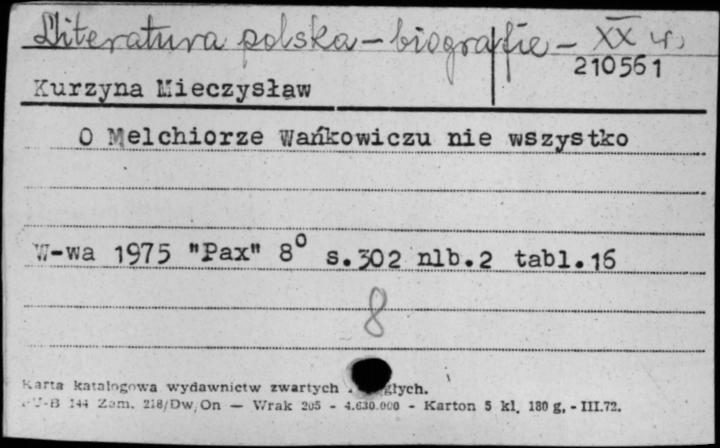 Literatura polska – biografie – XX w.
210561
Kurzyna Mieczysław
O Melchiorze Wańkowiczu nie wszystko
W-wa 1975 "Pax" 8° s.302 nlb.2 tabl.16
8
Karta katalogowa wydawnictw zwartych
144 Zam. 218/Dw/On — Wrak 205 - 4.630.000 - Karton 5 kl. 180 g. - III.72.